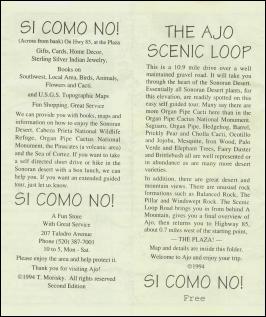 SI COMO NO!
(Across from bank) On Hwy 85, at the Plaza
Gifts, Cards, Home Decor,
Sterling Silver Indian Jewelry,
Books on
Southwest, Local Area, Birds, Animals,
Flowers and Cacti
and U.S.G.S. Topographic Maps
Fun Shopping, Great Service
We can provide you with books, maps and
information on how to enjoy the Sonoran
Desert, Cabeza Prieta National Wildlife
Refuge, Organ Pipe Cactus National
Monument, the Pinacates (a volcanic area)
and the Sea of Cortez. If you want to take
a self directed short drive or hike in the
Sonoran desert with a box lunch, we can
help you. If you want an extended guided
tour, just let us know.
SI COMO NO!
A Fun Store
With Great Service
207 Taladro Avenue
Phone (520) 387-7001
10 to 5, Mon - Sat.
Please enjoy the area and help protect it.
Thank you for visiting Ajo!
©1994 T. Morisky. All rights reserved
Second Edition
THE AJO
SCENIC LOOP
This is a 10.9 mile drive over a well
maintained gravel road. It will take you
through the heart of the Sonoran Desert.
Essentially all Sonoran Desert plants, for
this elevation, are readily spotted on this
easy self guided tour. Many say there are
more Organ Pipe Cacti here than in the
Organ Pipe Cactus National Monument.
Saguaro, Organ Pipe, Hedgehog, Barrel,
Prickly Pear and Cholla Cacti, Ocotillo
and Jojoba, Mesquite, Iron Wood, Palo
Verde and Elephant Trees, Fairy Duster
and Brittlebush all are well represented or
in abundance as are many more desert
varieties.
In addition, there are great desert and
mountain views. There are unusual rock
formations such as Balanced Rock, The
Pillar and Windswept Rock. The Scenic
Loop Road brings you in from behind A
Mountain, gives you a final overview of
Ajo, then returns you to Highway 85,
about 0.7 miles west of the starting point,
— THE PLAZA! —
Map and details are inside this folder.
Welcome to Ajo and enjoy your trip.
©1994
SI COMO NO!
Free